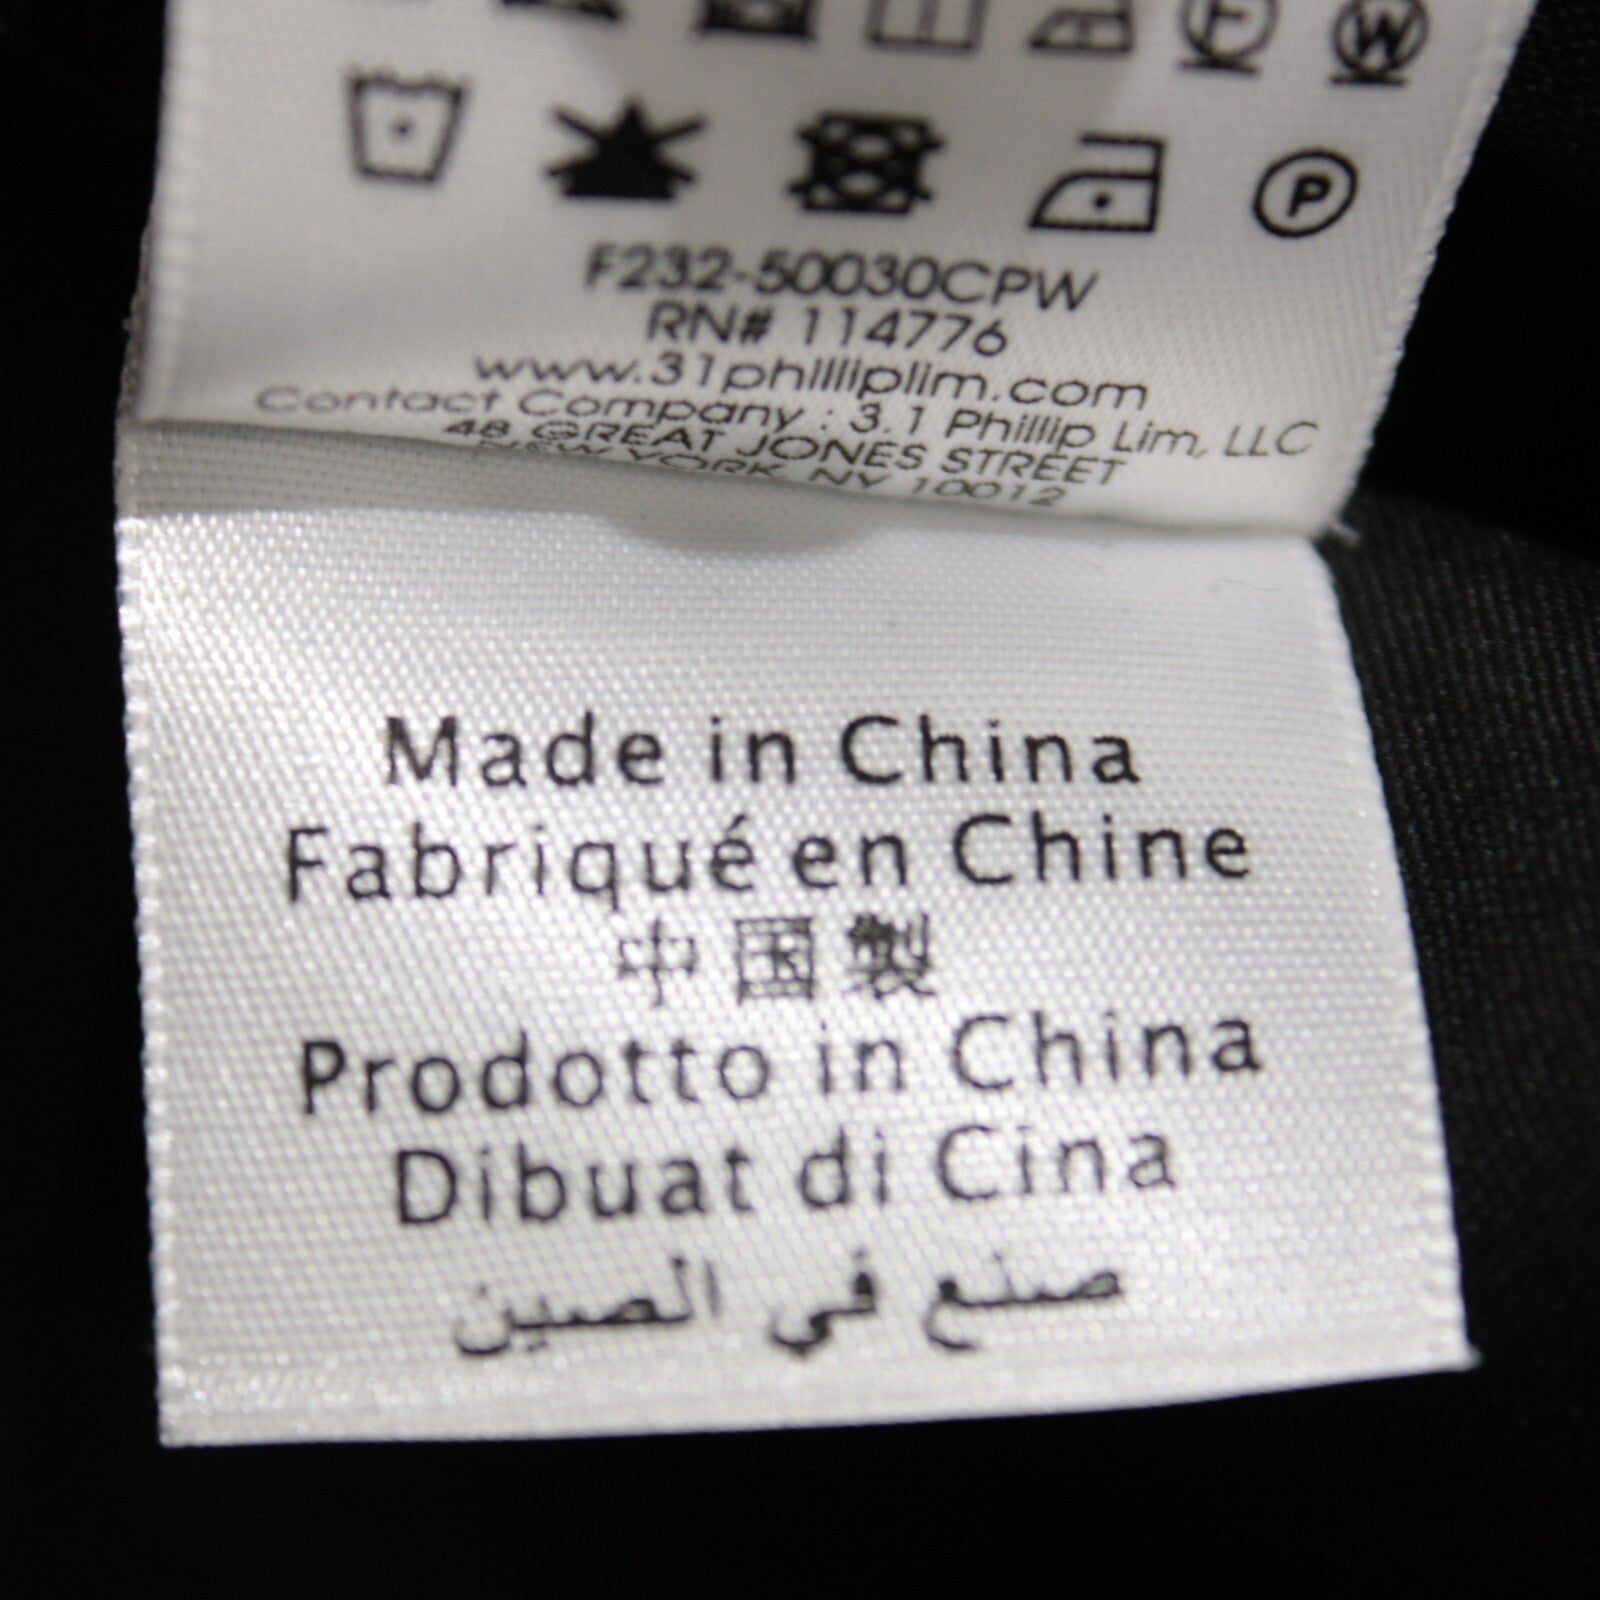 F W
P
F232-50030CPW
RN# 114776
www.31philliplim.com
Contact Company : 3.1 Phillip Lim, LLC
48 GREAT JONES STREET
NEW YORK, NY 10012
Made in China
Fabriqué en Chine
中国製
Prodotto in China
Dibuat di Cina
صنع في الصين